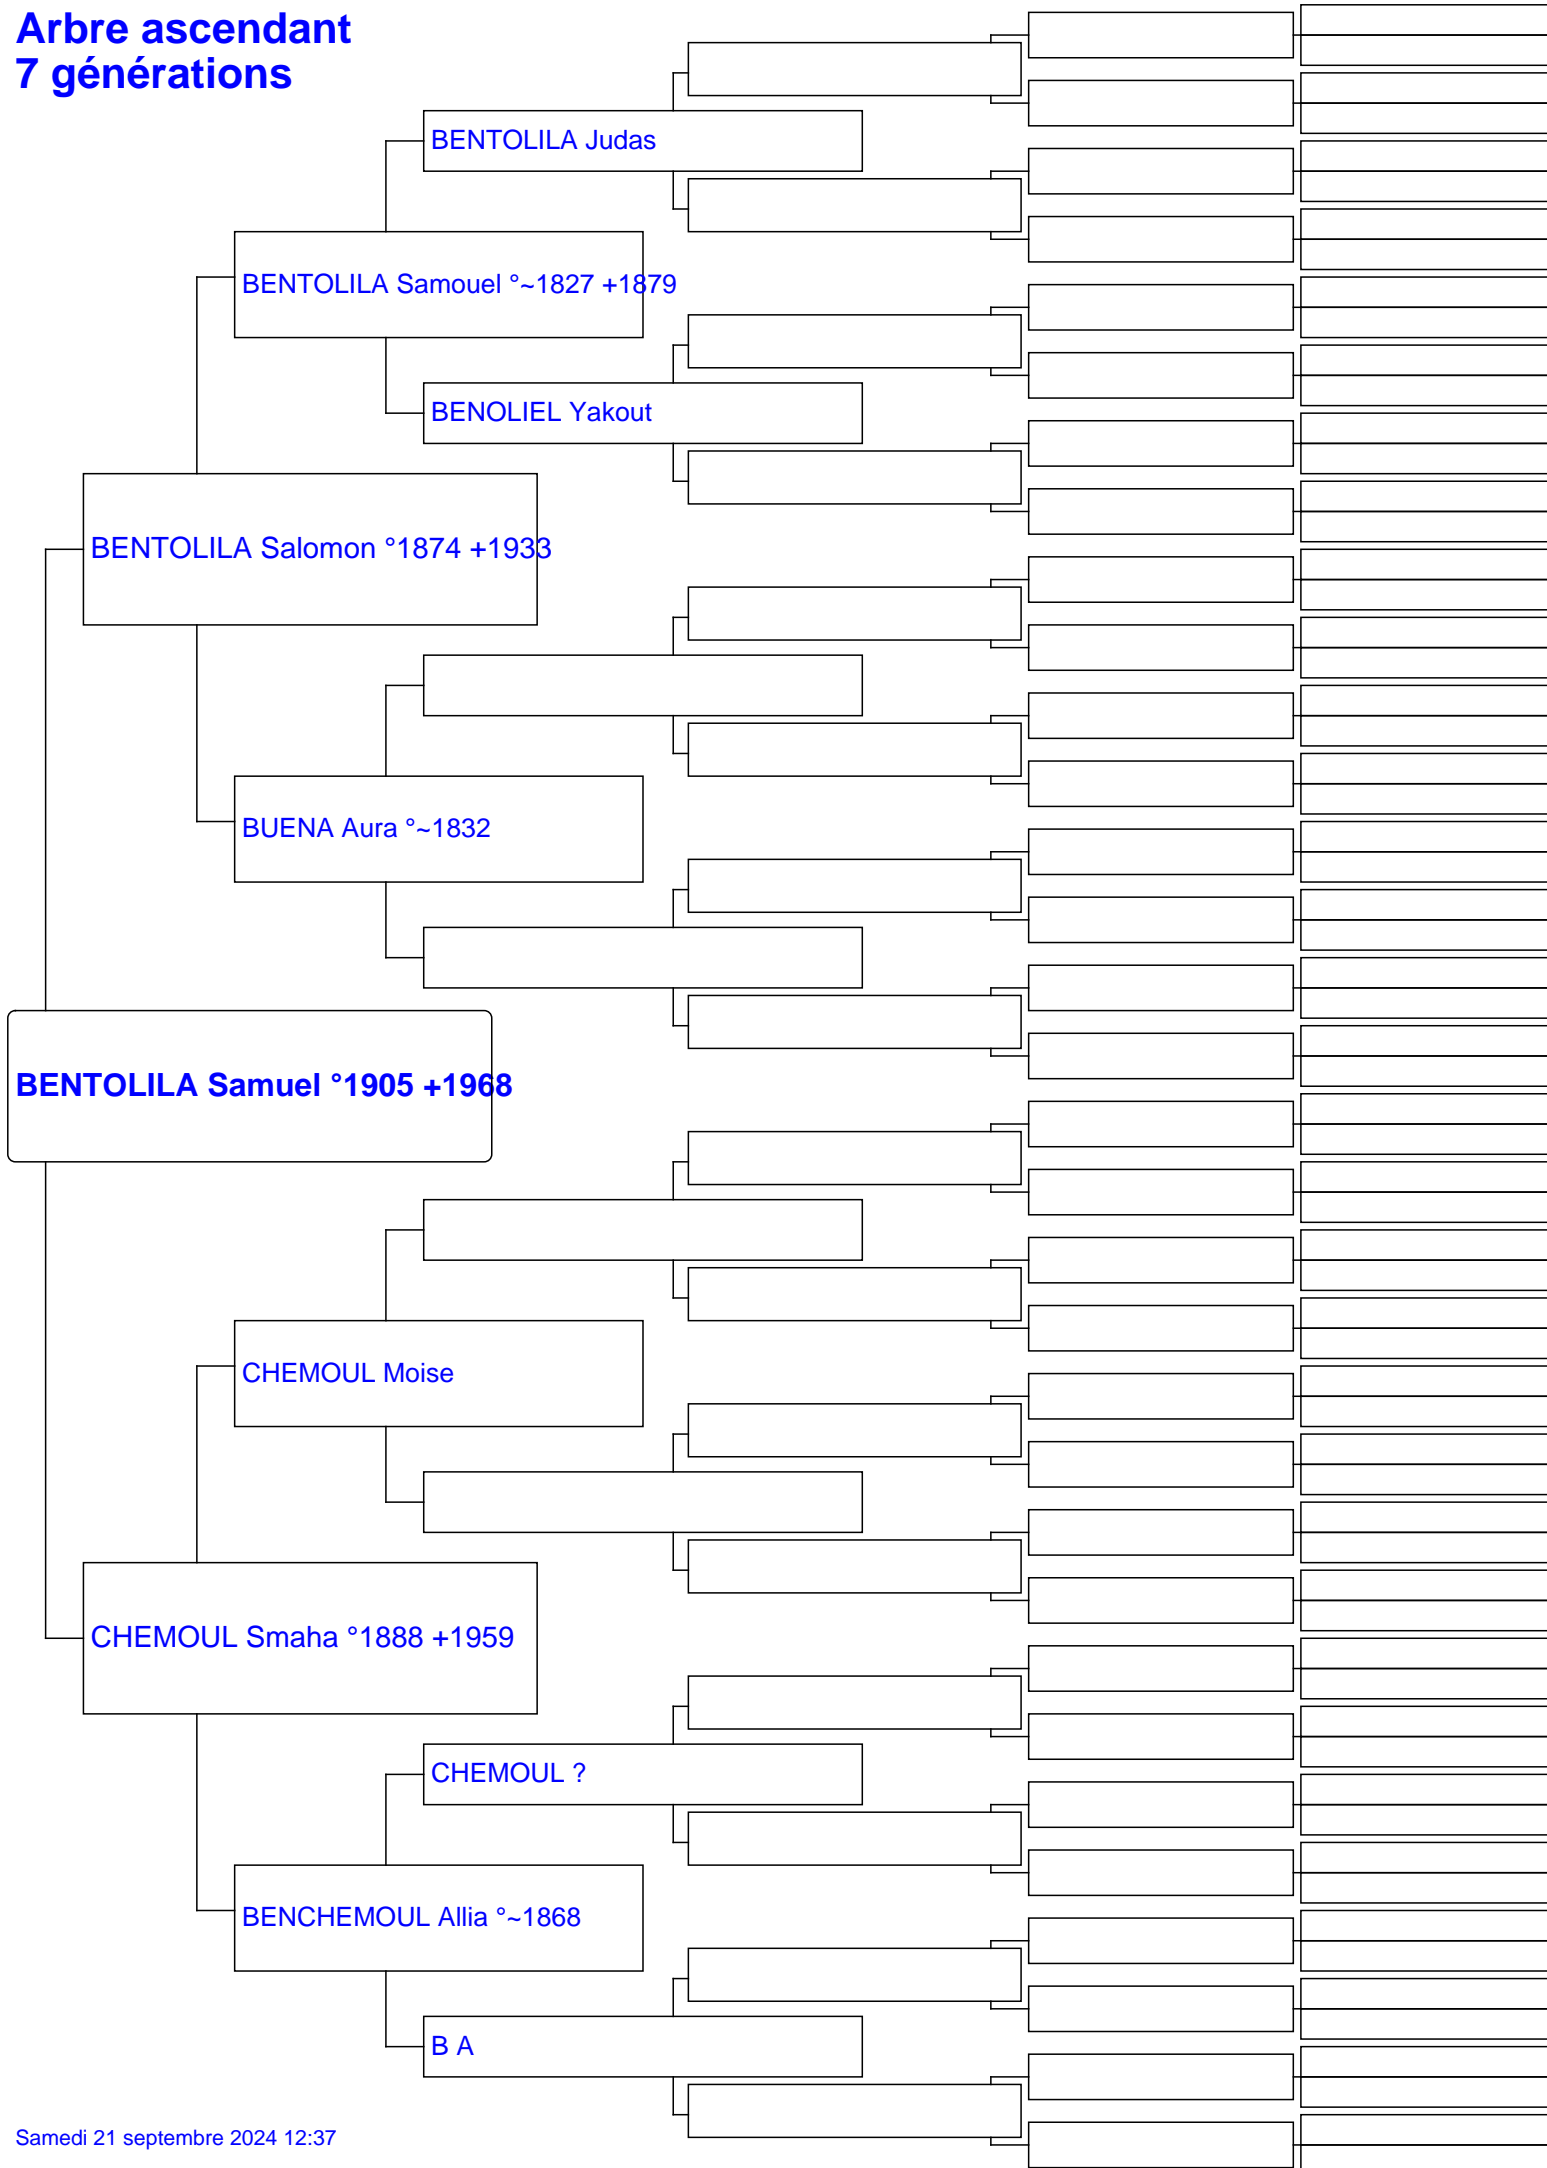 Arbre ascendant
7 générations
BENTOLILA Judas
BENTOLILA Samouel °~1827 +1879
BENOLIEL Yakout
BENTOLILA Salomon °1874 +1933
BUENA Aura °~1832
BENTOLILA Samuel °1905 +1968
CHEMOUL Moise
CHEMOUL Smaha °1888 +1959
CHEMOUL ?
BENCHEMOUL Allia °~1868
B A
Samedi 21 septembre 2024 12:37